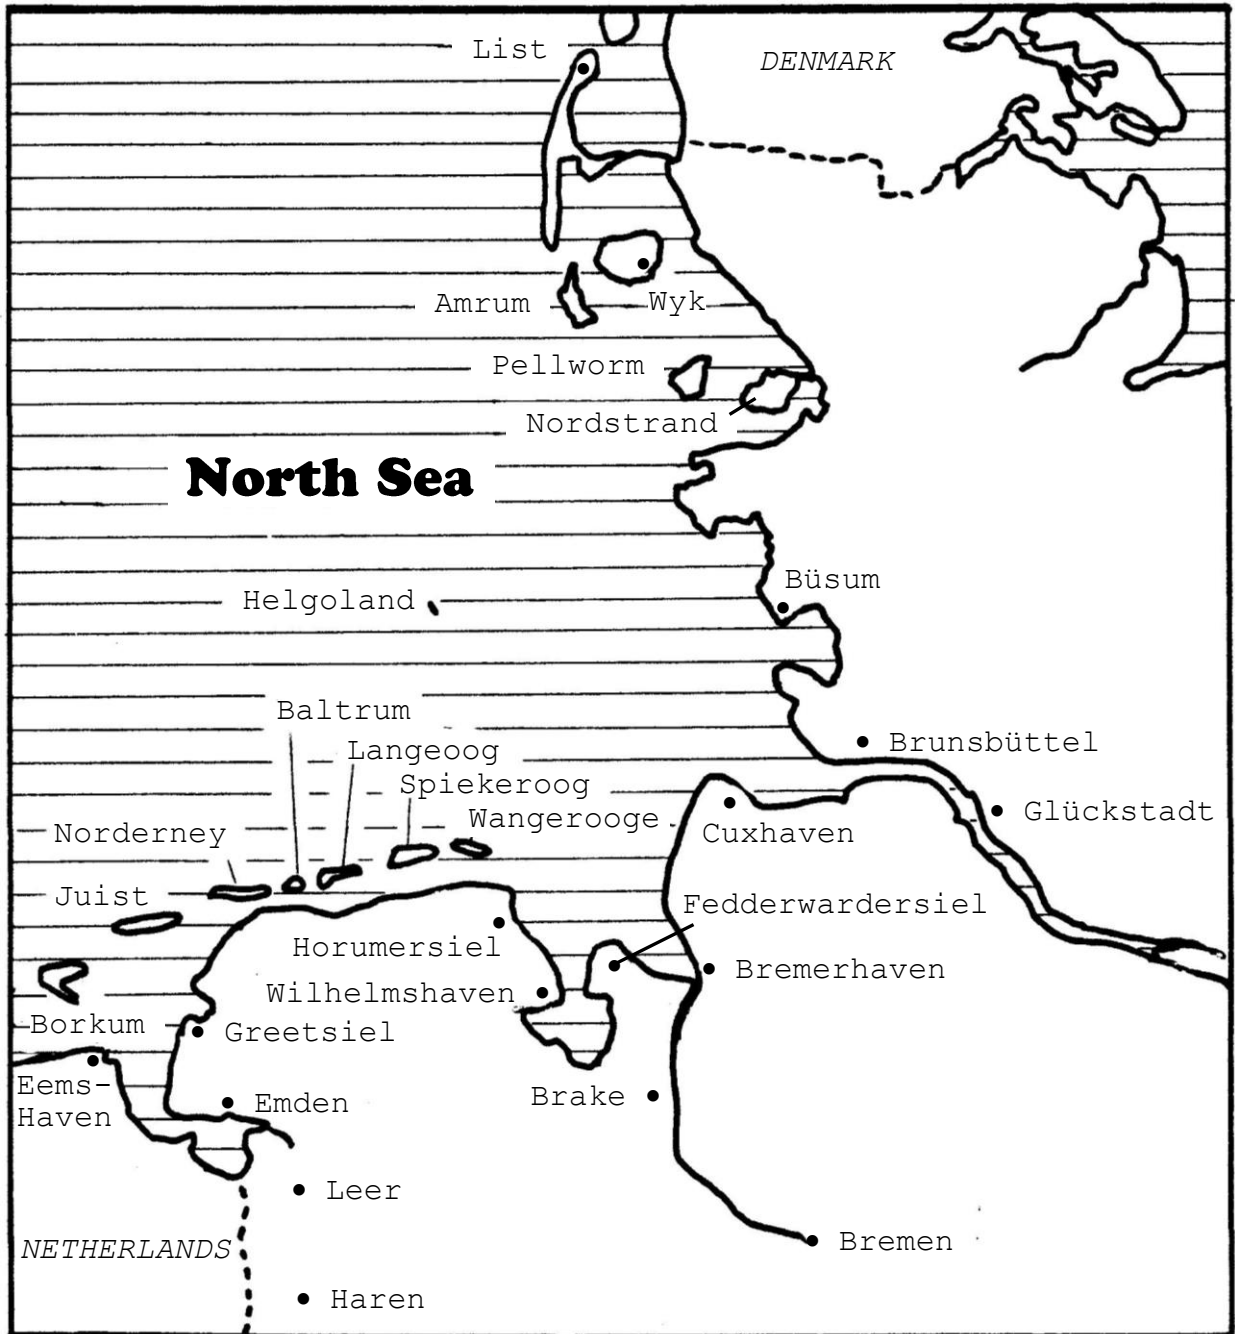 List
DENMARK
Amrum
Wyk
Pellworm
Nordstrand
North Sea
Büsum
Helgoland
Baltrum
Langeoog
Brunsbüttel
Spiekeroog
Glückstadt
Wangerooge
Cuxhaven
Norderney
Juist
Fedderwardersiel
Horumersiel
Bremerhaven
Wilhelmshaven
Borkum
Greetsiel
Eems-
Haven
Brake
Emden
Leer
NETHERLANDS
Bremen
Haren